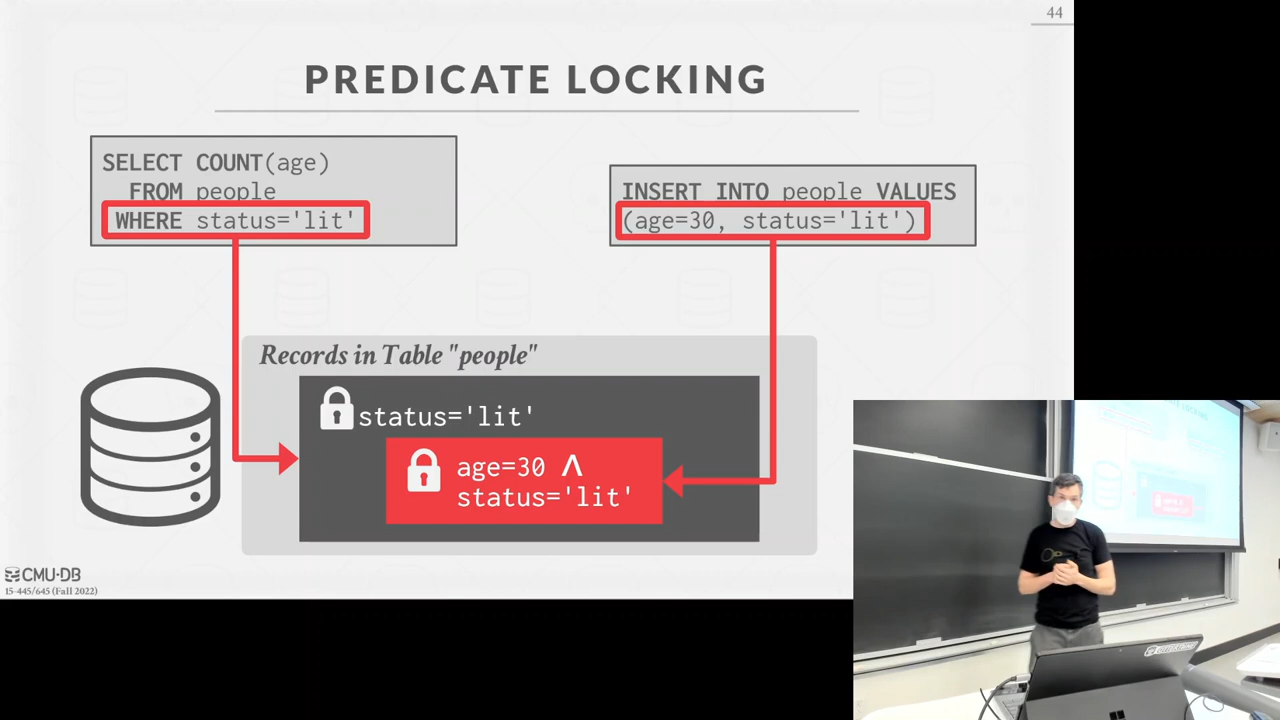 44
PREDICATE LOCKING
SELECT COUNT(age)
FROM people
WHERE status='lit'
INSERT INTO people VALUES
(age=30, status='lit')
Records in Table "people"
status='lit'
age=30 ∧
status='lit'
CMU·DB
15-445/645 (Fall 2022)